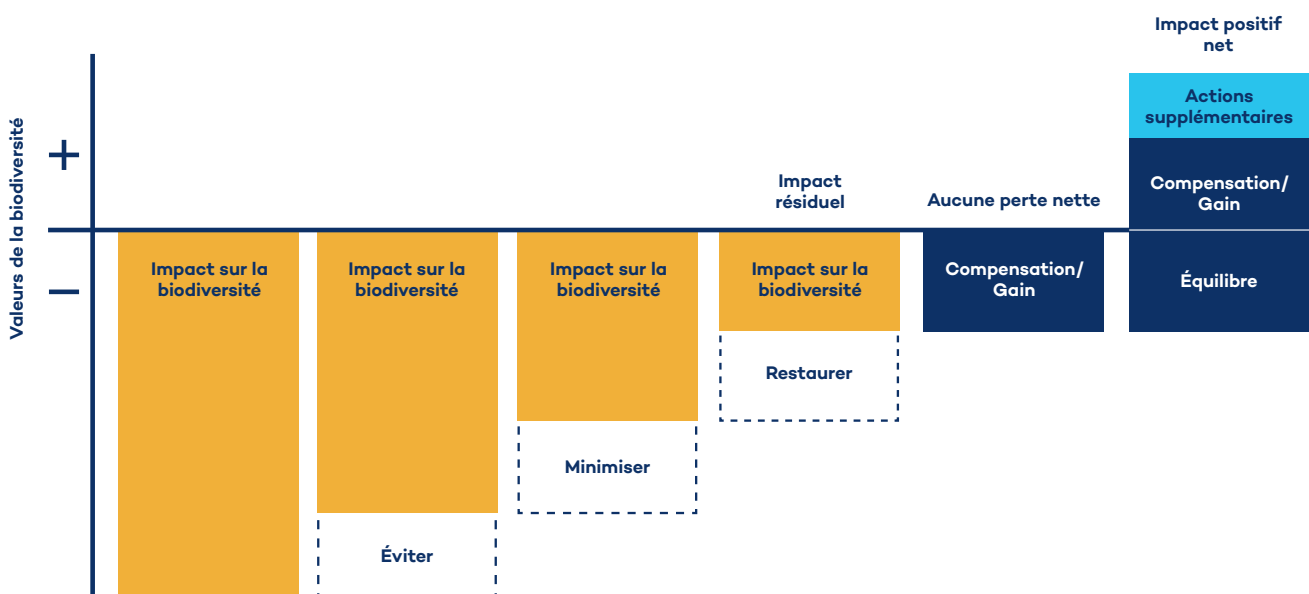 Impact positif
net
Actions
supplémentaires
Valeurs de la biodiversité
+
Impact
résiduel
Aucune perte nette
Compensation/
Gain
−
Impact sur la
biodiversité
Impact sur la
biodiversité
Impact sur la
biodiversité
Impact sur la
biodiversité
Compensation/
Gain
Équilibre
Restaurer
Minimiser
Éviter